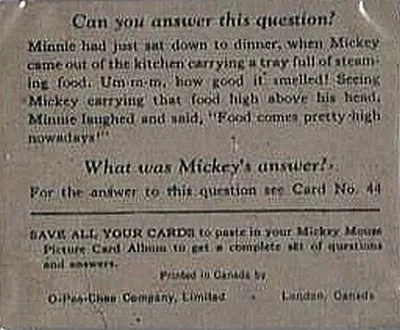 Can you answer this question?
Minnie had just sat down to dinner, when Mickey
came out of the kitchen carrying a tray full of steam-
ing food. Um-m-m, how good it smelled! Seeing
Mickey carrying that food high above his head,
Minnie laughed and said, "Food comes pretty high
nowadays!"
What was Mickey's answer?
For the answer to this question see Card No. 44
SAVE ALL YOUR CARDS to paste in your Mickey Mouse
Picture Card Album to get a complete set of questions
and answers.
Printed in Canada by
O-Pee-Chee Company, Limited - London, Canada